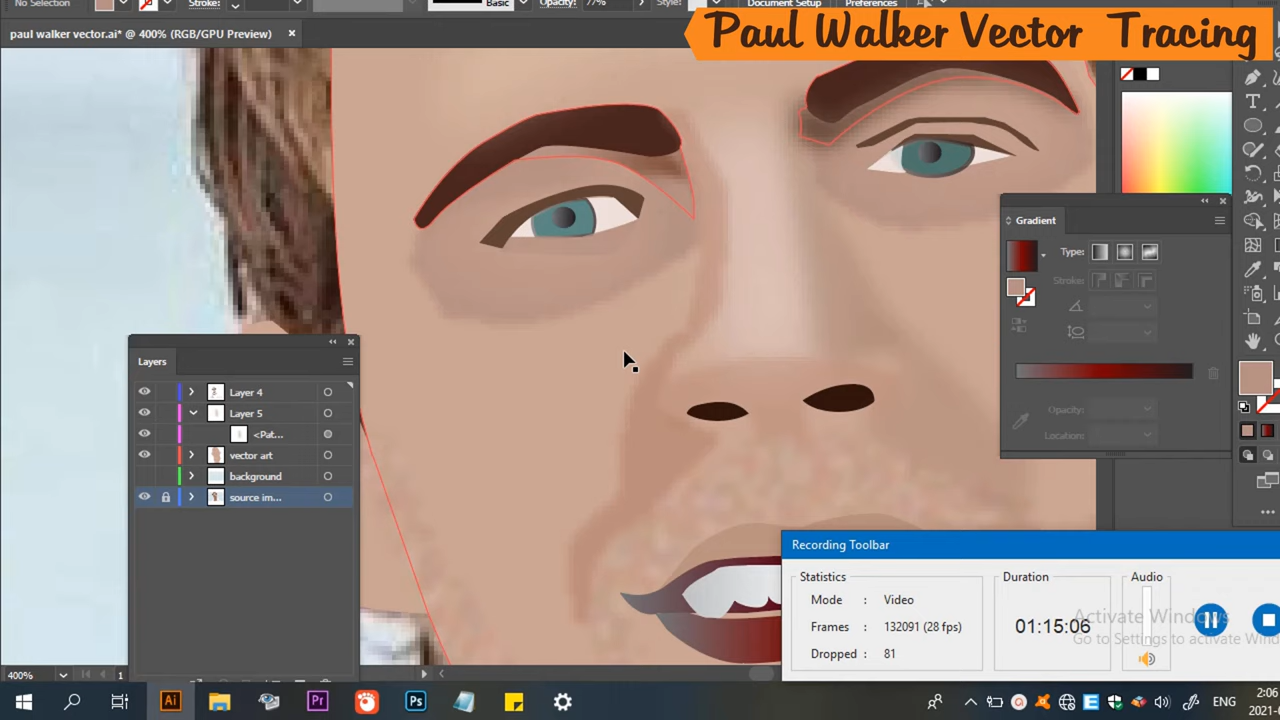 No Selection
Stroke:
Basic
Opacity: 77%
Style:
Document Setup
Preferences
Paul Walker Vector Tracing
paul walker vector.ai* @ 400% (RGB/GPU Preview)
Gradient
Type:
Stroke:
Opacity:
Location:
Layers
Layer 4
Layer 5
<Pat...
vector art
background
source im...
Recording Toolbar
Statistics
Mode : Video
Frames : 132091 (28 fps)
Dropped : 81
Duration
01:15:06
Audio
Activate Windows
Go to Settings to activate Wind
400%
1
Ai
Pr
Ps
ENG
2:06
2021-